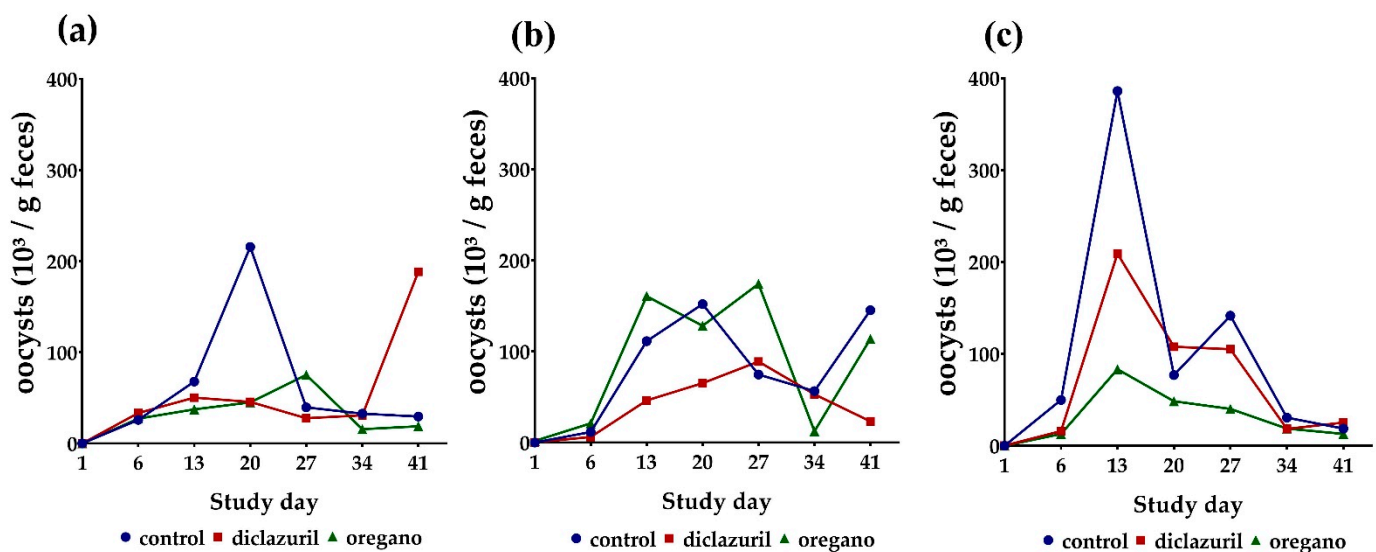 (a)
oocysts (10³ / g feces)
400
300
200
100
0
1 6 13 20 27 34 41
Study day
control diclazuril oregano
(b)
oocysts (10³ / g feces)
400
300
200
100
0
1 6 13 20 27 34 41
Study day
control diclazuril oregano
(c)
oocysts (10³ / g feces)
400
300
200
100
0
1 6 13 20 27 34 41
Study day
control diclazuril oregano